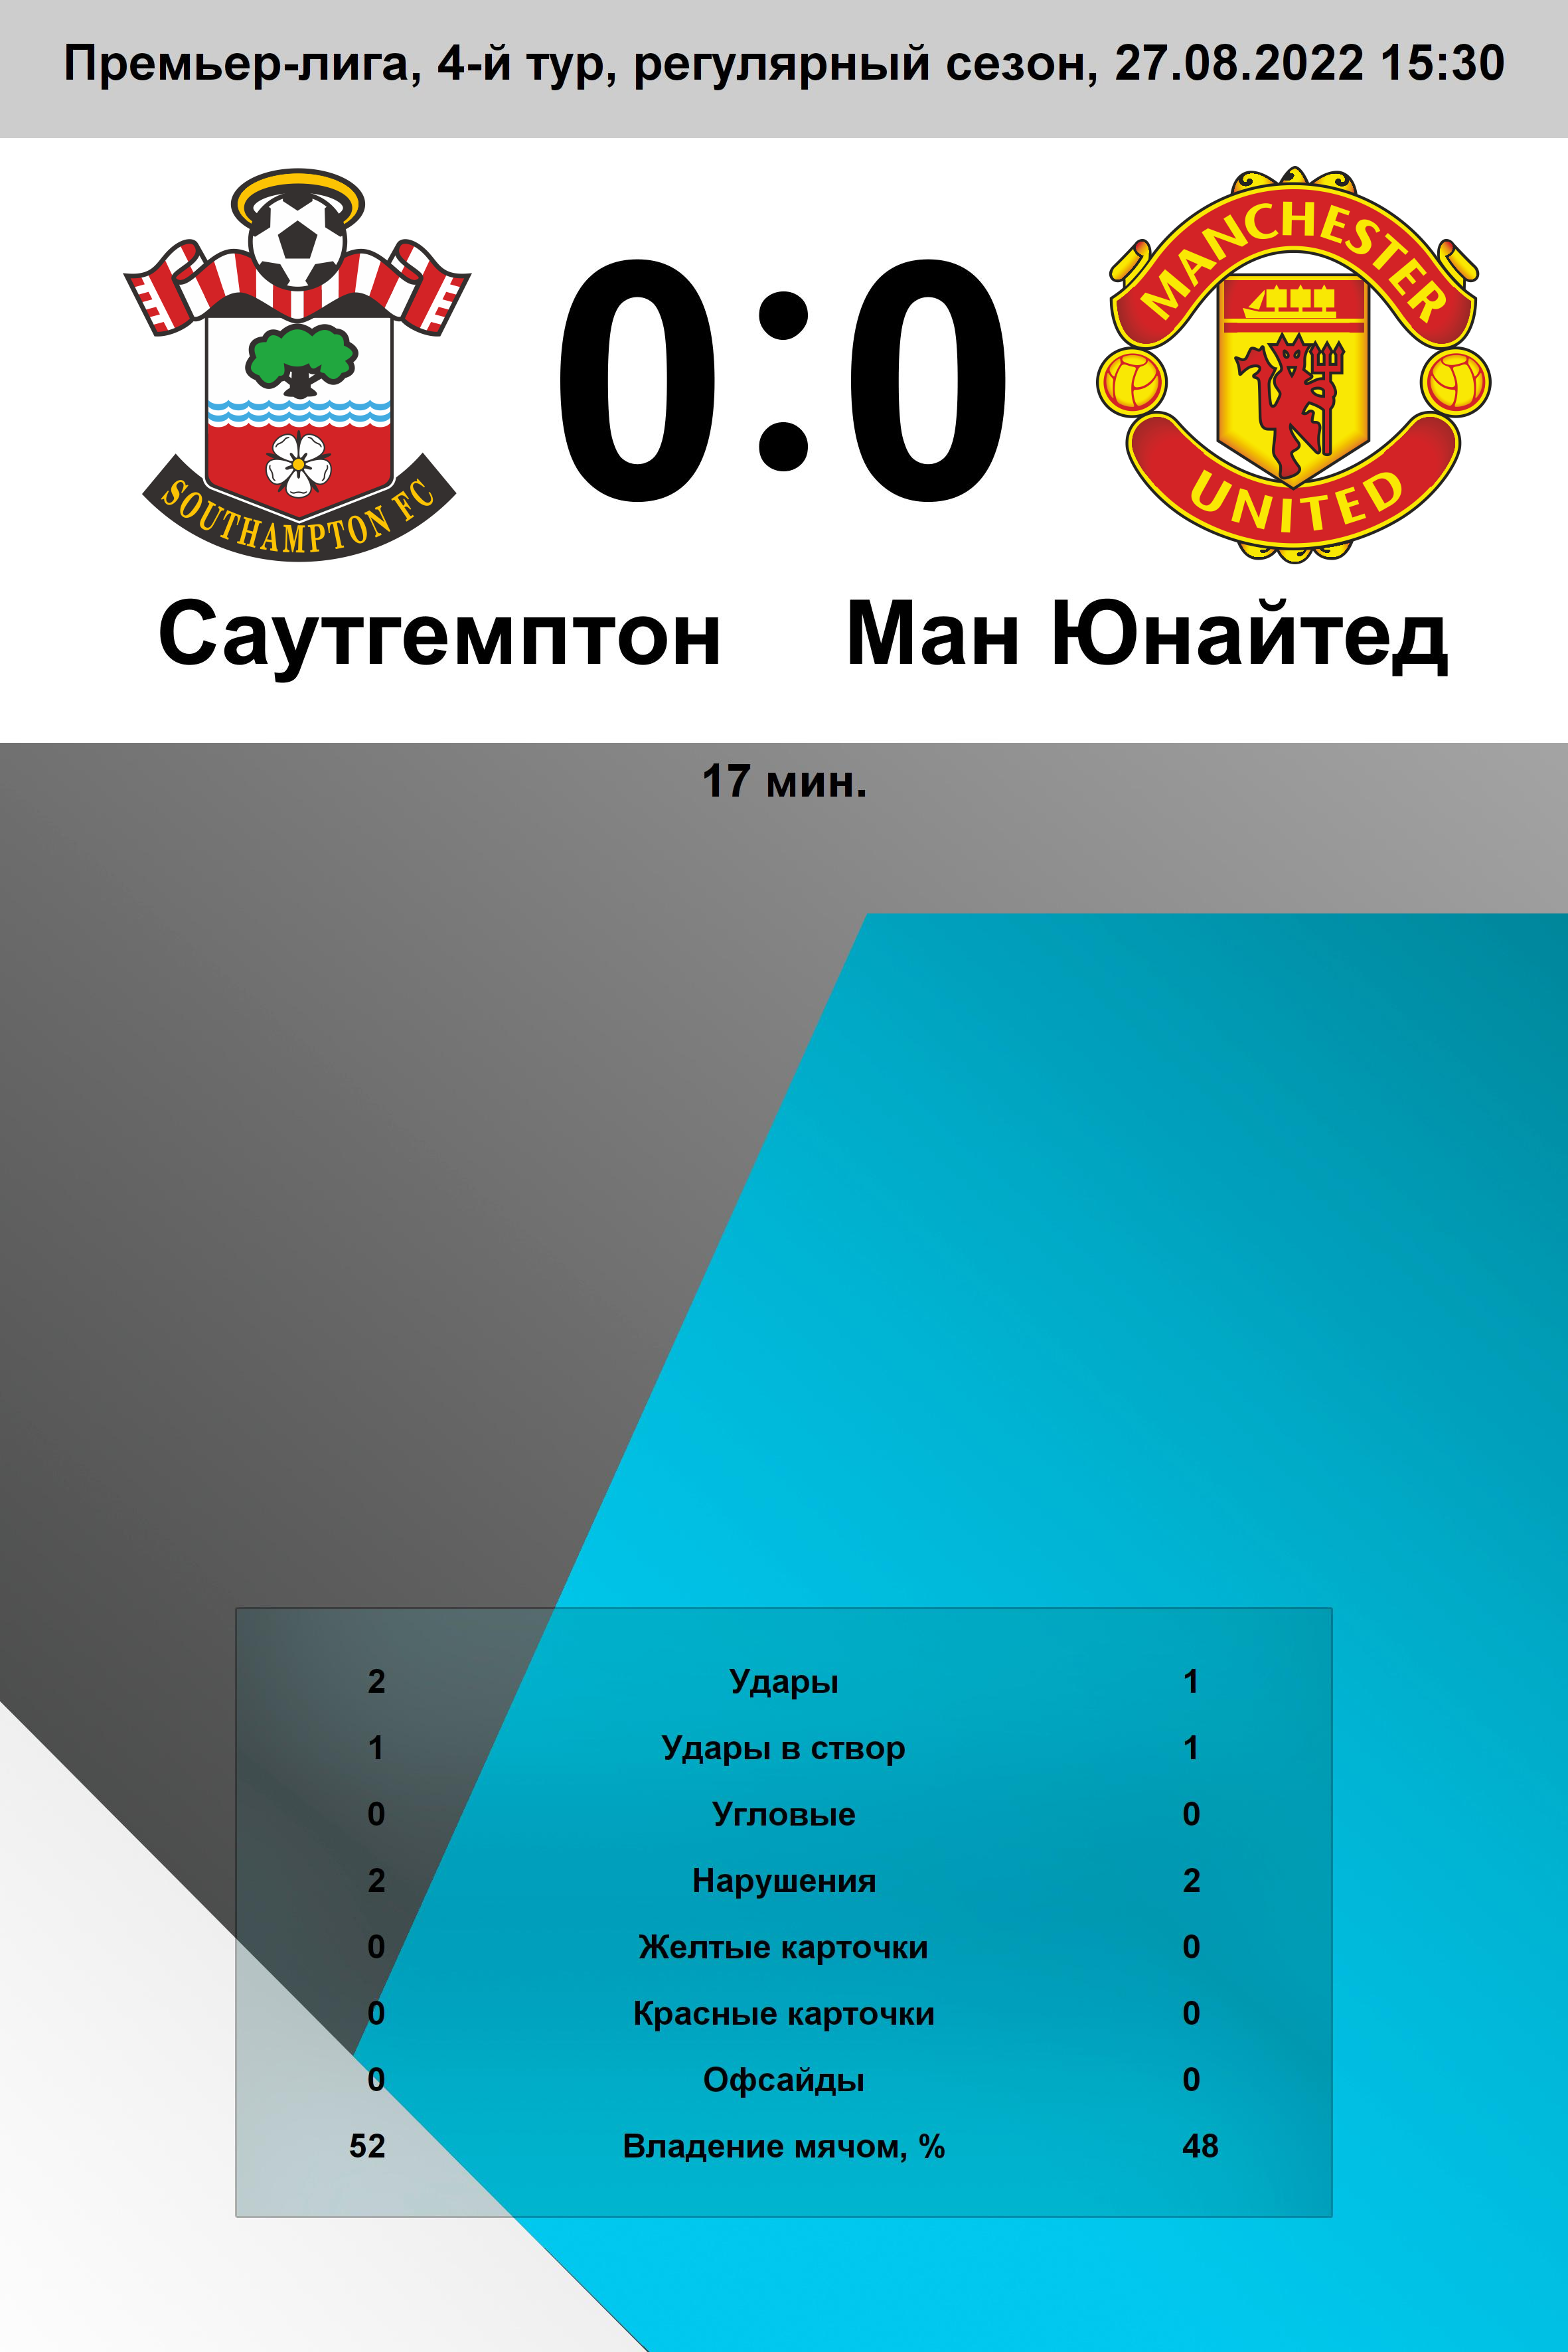 Премьер-лига, 4-й тур, регулярный сезон, 27.08.2022 15:30
SOUTHAMPTON FC
0:0
MANCHESTER
UNITED
Саутгемптон Ман Юнайтед
17 мин.
2 Удары 1
1 Удары в створ 1
0 Угловые 0
2 Нарушения 2
0 Желтые карточки 0
0 Красные карточки 0
0 Офсайды 0
52 Владение мячом, % 48